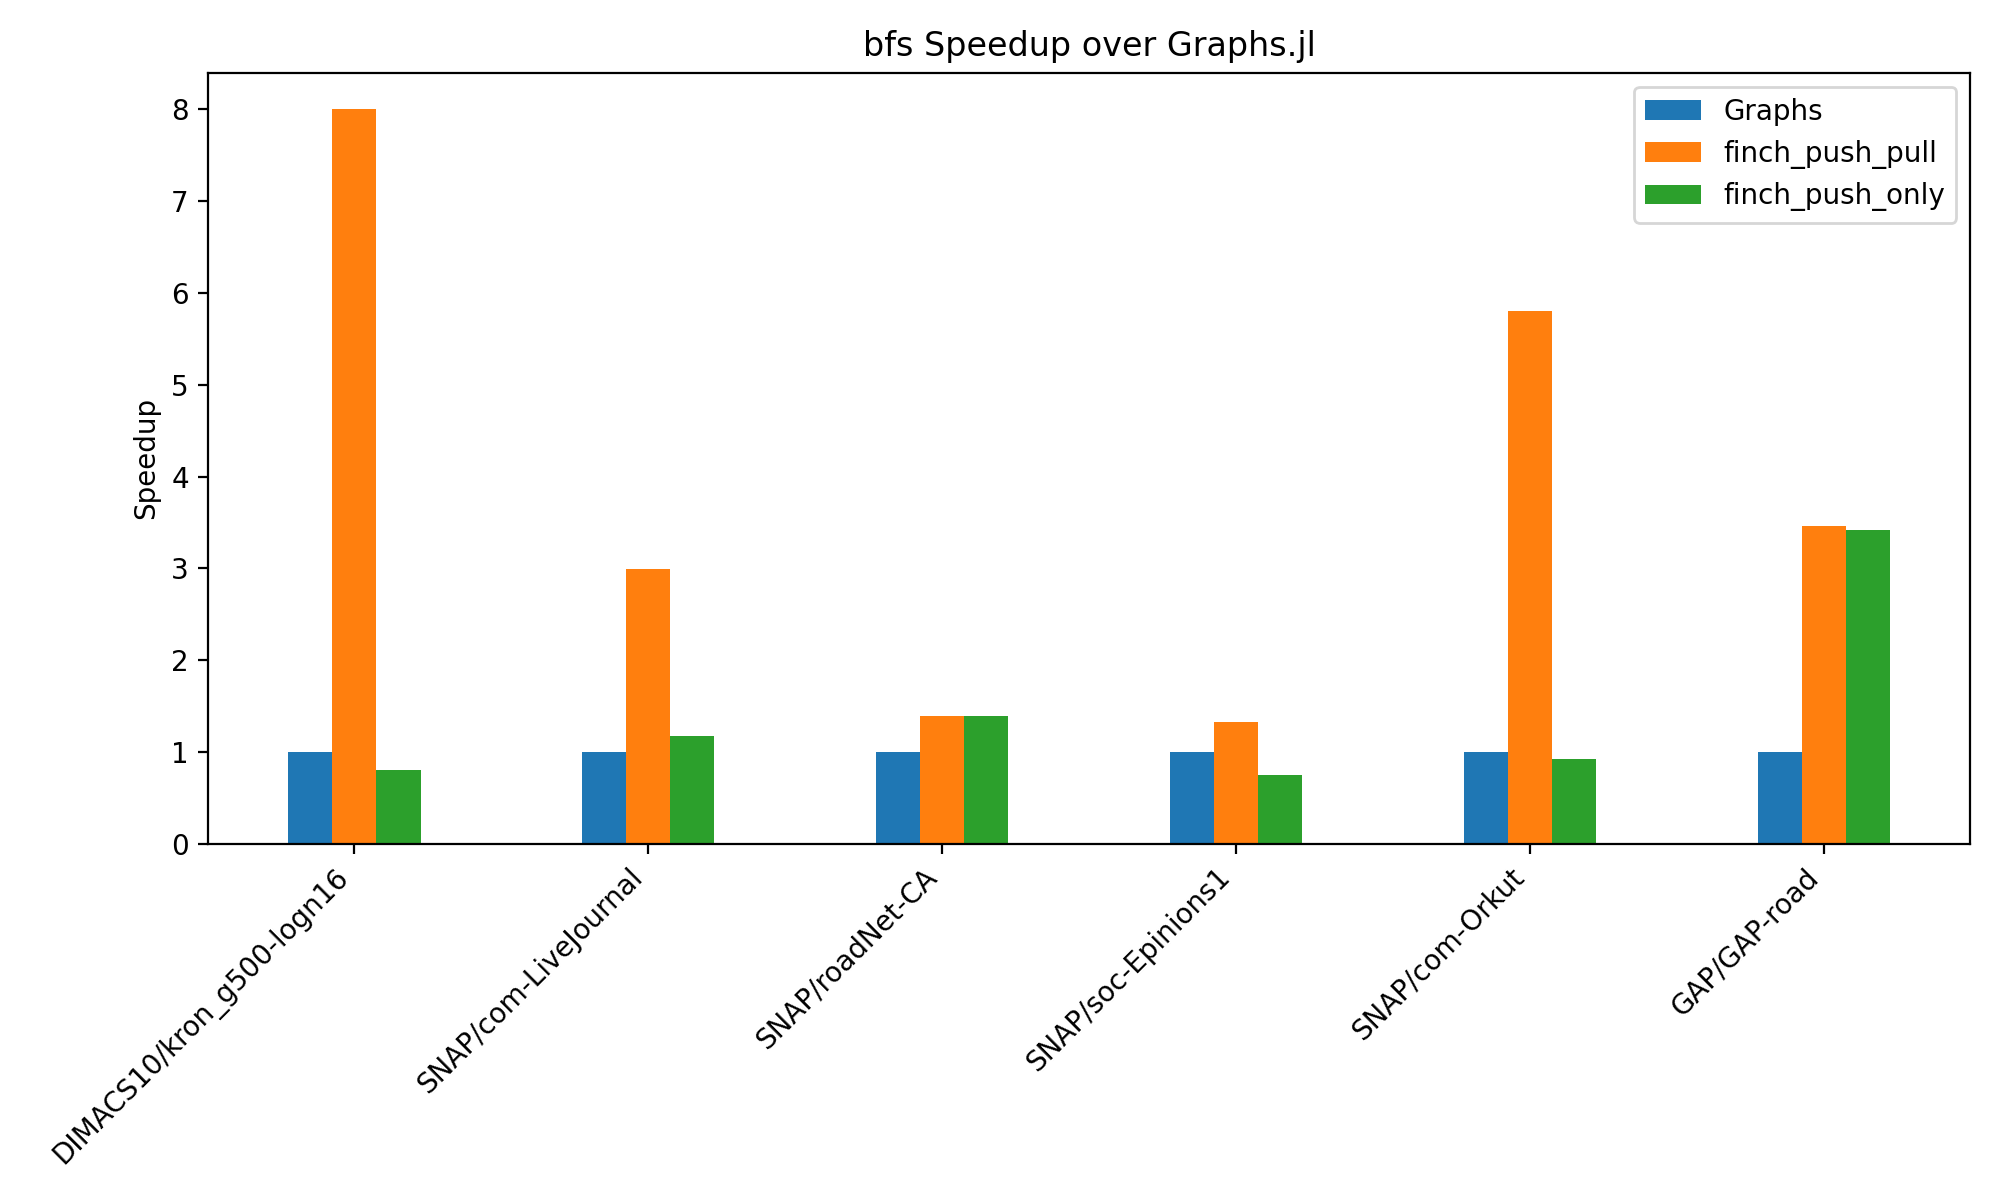 bfs Speedup over Graphs.jl
Graphs
finch_push_pull
finch_push_only
Speedup
8
7
6
5
4
3
2
1
0
DIMACS10/kron_g500-logn16
SNAP/com-LiveJournal
SNAP/roadNet-CA
SNAP/soc-Epinions1
SNAP/com-Orkut
GAP/GAP-road